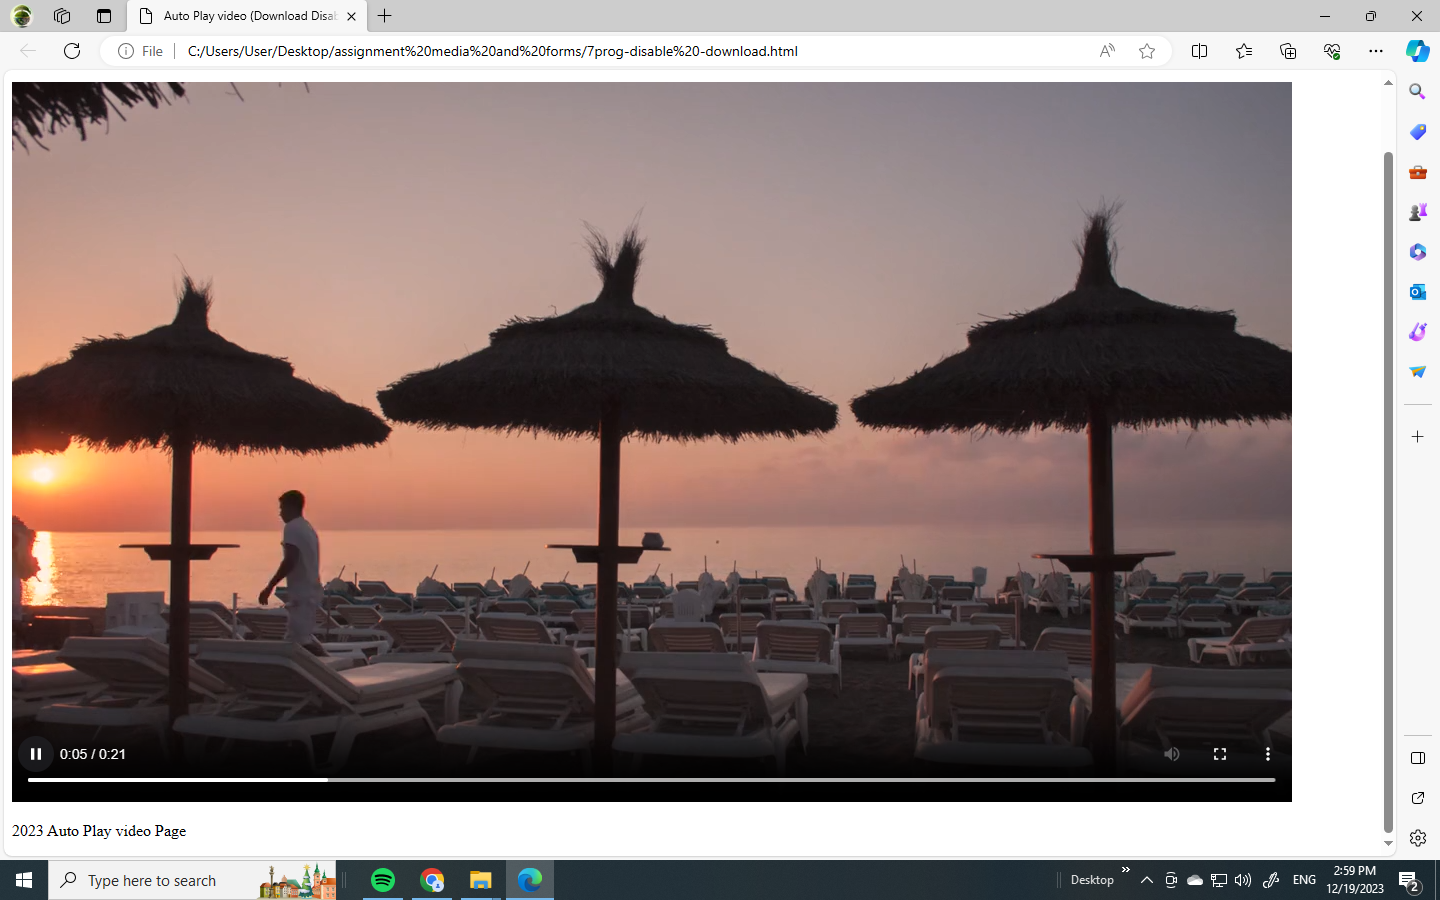 Auto Play video (Download Disab
File
C:/Users/User/Desktop/assignment%20media%20and%20forms/7prog-disable%20-download.html
0:05 / 0:21
2023 Auto Play video Page
Type here to search
Desktop
ENG
2:59 PM
12/19/2023
2